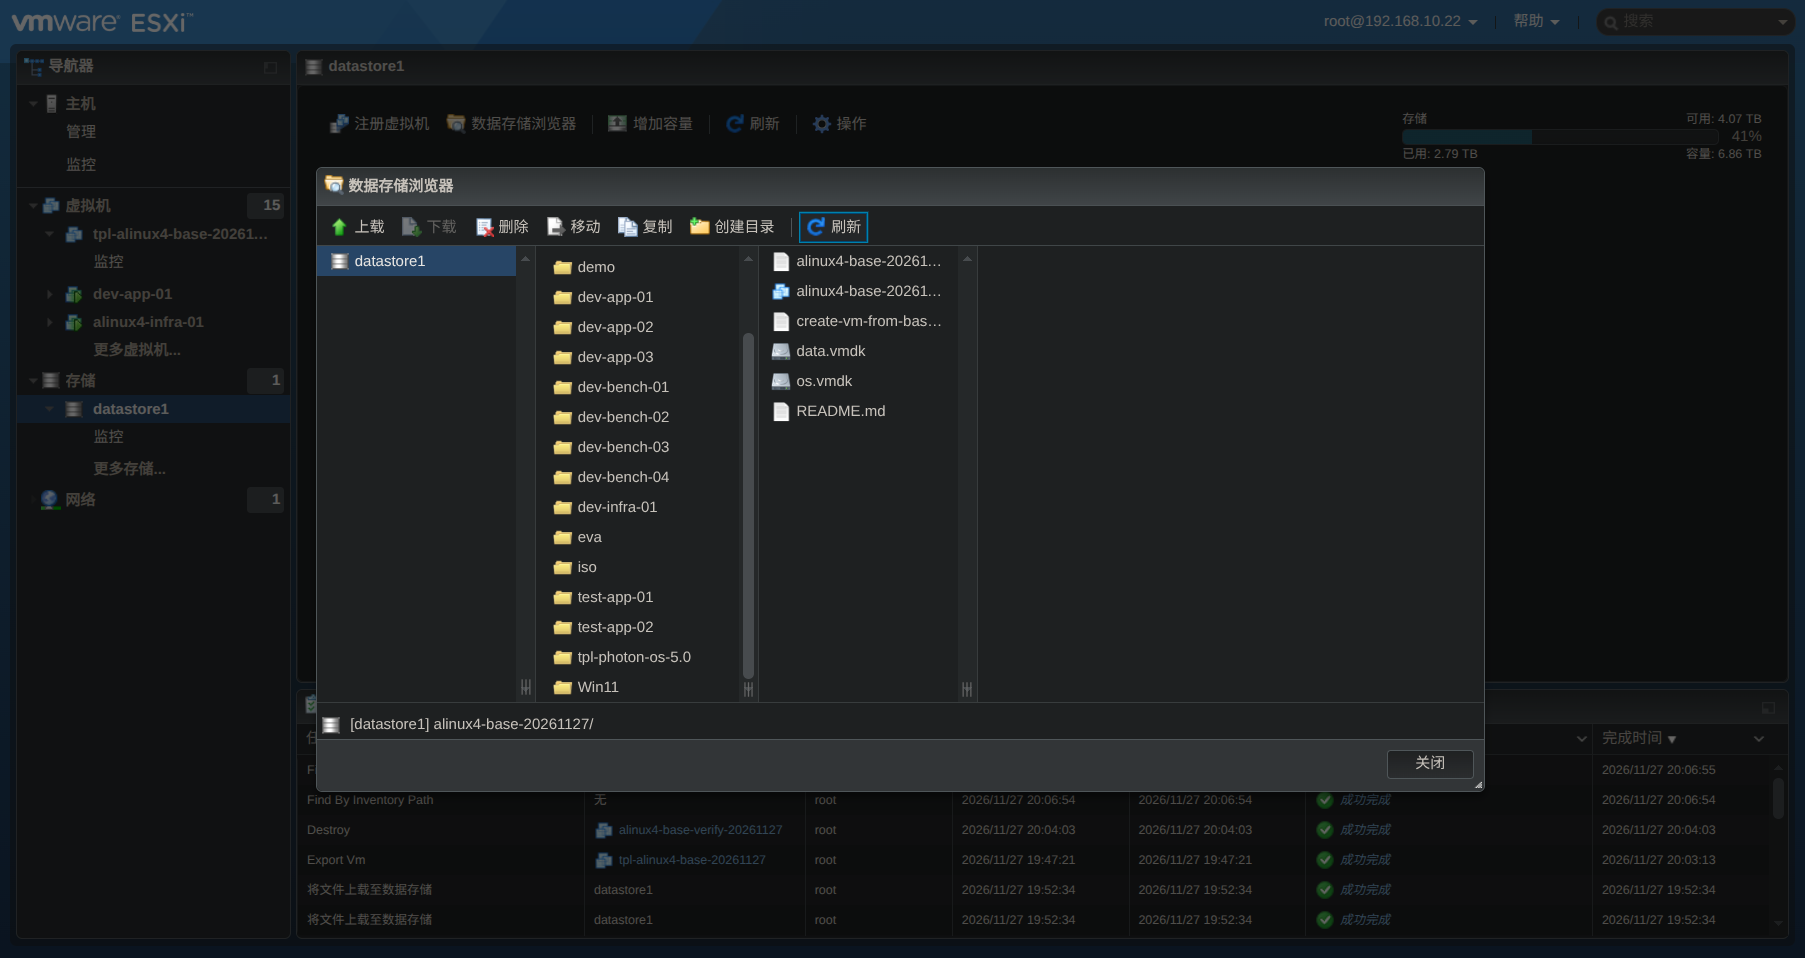 vmware ESXi™
root@192.168.10.22
帮助
搜索
导航器
主机
管理
监控
虚拟机
15
tpl-alinux4-base-20261...
监控
dev-app-01
alinux4-infra-01
更多虚拟机...
存储
1
datastore1
监控
更多存储...
网络
1
datastore1
注册虚拟机
数据存储浏览器
增加容量
刷新
操作
存储
可用: 4.07 TB
41%
已用: 2.79 TB
容量: 6.86 TB
数据存储浏览器
上载
下载
删除
移动
复制
创建目录
刷新
datastore1
demo
dev-app-01
dev-app-02
dev-app-03
dev-bench-01
dev-bench-02
dev-bench-03
dev-bench-04
dev-infra-01
eva
iso
test-app-01
test-app-02
tpl-photon-os-5.0
Win11
alinux4-base-20261...
alinux4-base-20261...
create-vm-from-bas...
data.vmdk
os.vmdk
README.md
[datastore1] alinux4-base-20261127/
关闭
完成时间
2026/11/27 20:06:55
Find By Inventory Path 无 root 2026/11/27 20:06:54 2026/11/27 20:06:54 成功完成 2026/11/27 20:06:54
Destroy alinux4-base-verify-20261127 root 2026/11/27 20:04:03 2026/11/27 20:04:03 成功完成 2026/11/27 20:04:03
Export Vm tpl-alinux4-base-20261127 root 2026/11/27 19:47:21 2026/11/27 19:47:21 成功完成 2026/11/27 20:03:13
将文件上载至数据存储 datastore1 root 2026/11/27 19:52:34 2026/11/27 19:52:34 成功完成 2026/11/27 19:52:34
将文件上载至数据存储 datastore1 root 2026/11/27 19:52:34 2026/11/27 19:52:34 成功完成 2026/11/27 19:52:34